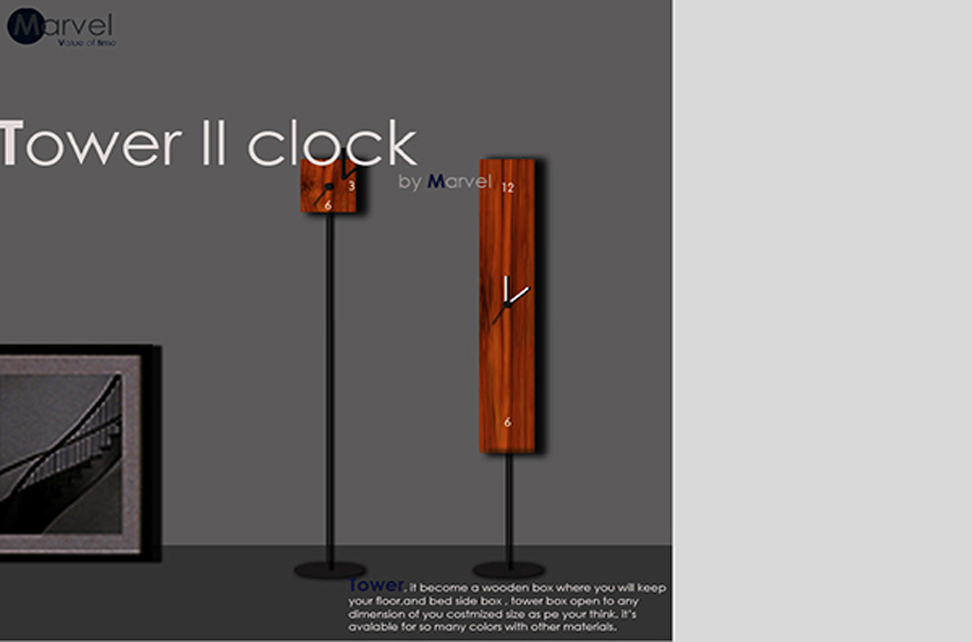 Marvel
Value of time
Tower II clock
by Marvel
12
3
6
6
Tower, it become a wooden box where you will keep
your floor,and bed side box , tower box open to any
dimension of you costmized size as pe your think. it's
avalable for so many colors with other materials.